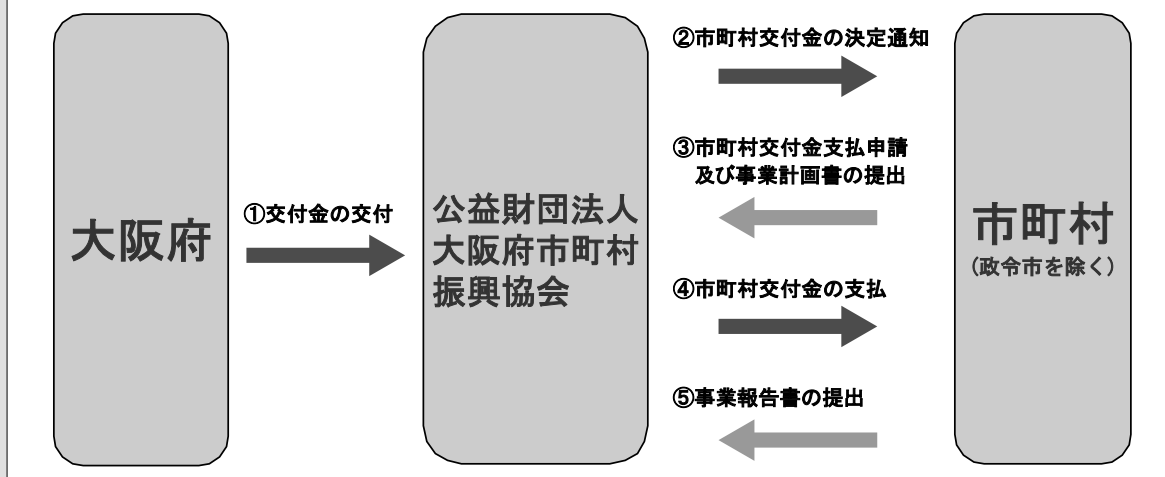 大阪府
①交付金の交付
公益財団法人
大阪府市町村
振興協会
②市町村交付金の決定通知
③市町村交付金支払申請
及び事業計画書の提出
④市町村交付金の支払
⑤事業報告書の提出
市町村
(政令市を除く)